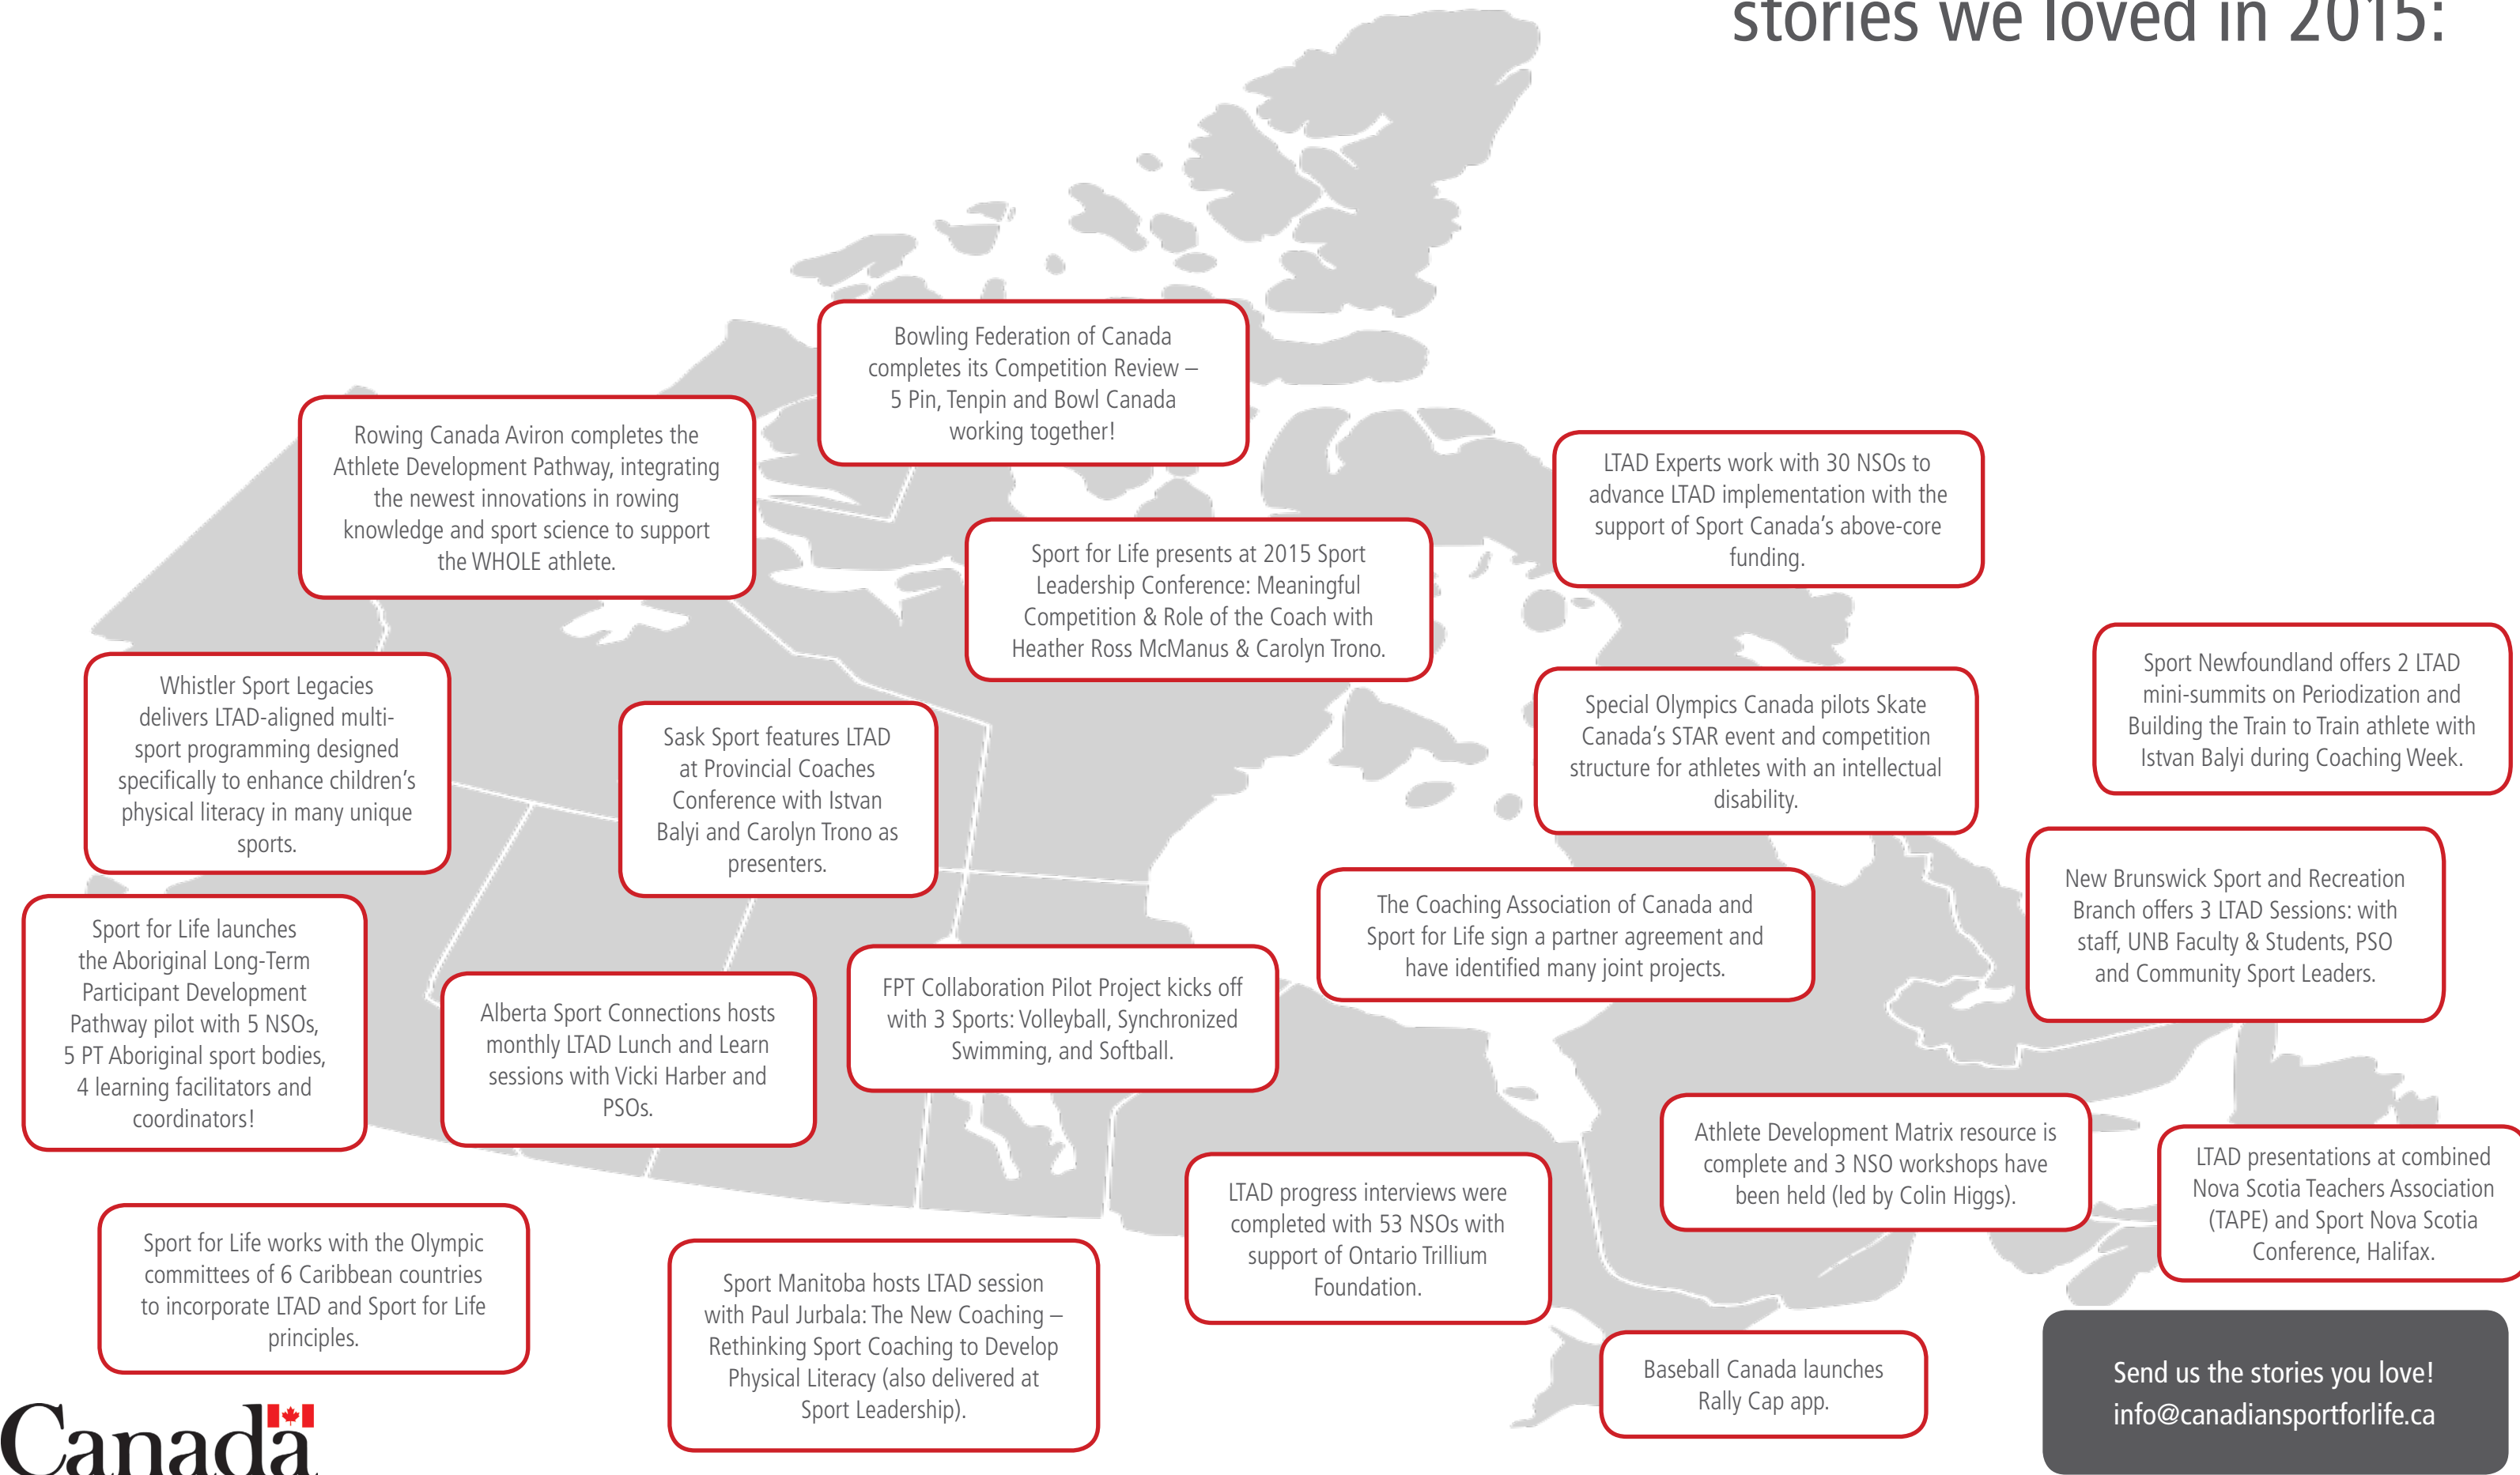 stories we loved in 2015:
Bowling Federation of Canada
completes its Competition Review –
5 Pin, Tenpin and Bowl Canada
working together!
Rowing Canada Aviron completes the
Athlete Development Pathway, integrating
the newest innovations in rowing
knowledge and sport science to support
the WHOLE athlete.
LTAD Experts work with 30 NSOs to
advance LTAD implementation with the
support of Sport Canada’s above-core
funding.
Sport for Life presents at 2015 Sport
Leadership Conference: Meaningful
Competition & Role of the Coach with
Heather Ross McManus & Carolyn Trono.
Sport Newfoundland offers 2 LTAD
mini-summits on Periodization and
Building the Train to Train athlete with
Istvan Balyi during Coaching Week.
Whistler Sport Legacies
delivers LTAD-aligned multi-
sport programming designed
specifically to enhance children’s
physical literacy in many unique
sports.
Special Olympics Canada pilots Skate
Canada’s STAR event and competition
structure for athletes with an intellectual
disability.
Sask Sport features LTAD
at Provincial Coaches
Conference with Istvan
Balyi and Carolyn Trono as
presenters.
New Brunswick Sport and Recreation
Branch offers 3 LTAD Sessions: with
staff, UNB Faculty & Students, PSO
and Community Sport Leaders.
The Coaching Association of Canada and
Sport for Life sign a partner agreement and
have identified many joint projects.
Sport for Life launches
the Aboriginal Long-Term
Participant Development
Pathway pilot with 5 NSOs,
5 PT Aboriginal sport bodies,
4 learning facilitators and
coordinators!
FPT Collaboration Pilot Project kicks off
with 3 Sports: Volleyball, Synchronized
Swimming, and Softball.
Alberta Sport Connections hosts
monthly LTAD Lunch and Learn
sessions with Vicki Harber and
PSOs.
Athlete Development Matrix resource is
complete and 3 NSO workshops have
been held (led by Colin Higgs).
LTAD presentations at combined
Nova Scotia Teachers Association
(TAPE) and Sport Nova Scotia
Conference, Halifax.
LTAD progress interviews were
completed with 53 NSOs with
support of Ontario Trillium
Foundation.
Sport for Life works with the Olympic
committees of 6 Caribbean countries
to incorporate LTAD and Sport for Life
principles.
Sport Manitoba hosts LTAD session
with Paul Jurbala: The New Coaching –
Rethinking Sport Coaching to Develop
Physical Literacy (also delivered at
Sport Leadership).
Baseball Canada launches
Rally Cap app.
Send us the stories you love!
info@canadiansportforlife.ca
Canada